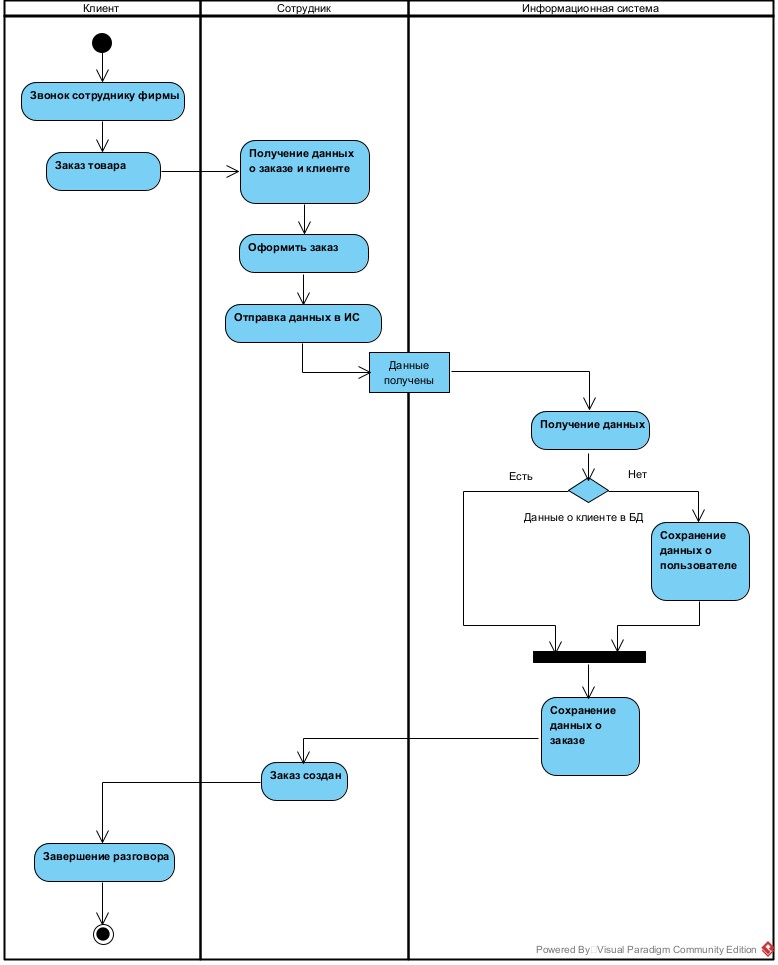 Клиент
Сотрудник
Информационная система
Звонок сотруднику фирмы
Заказ товара
Получение данных
о заказе и клиенте
Оформить заказ
Отправка данных в ИС
Данные
получены
Получение данных
Есть
Нет
Данные о клиенте в БД
Сохранение
данных о
пользователе
Сохранение
данных о
заказе
Заказ создан
Завершение разговора
Powered By Visual Paradigm Community Edition